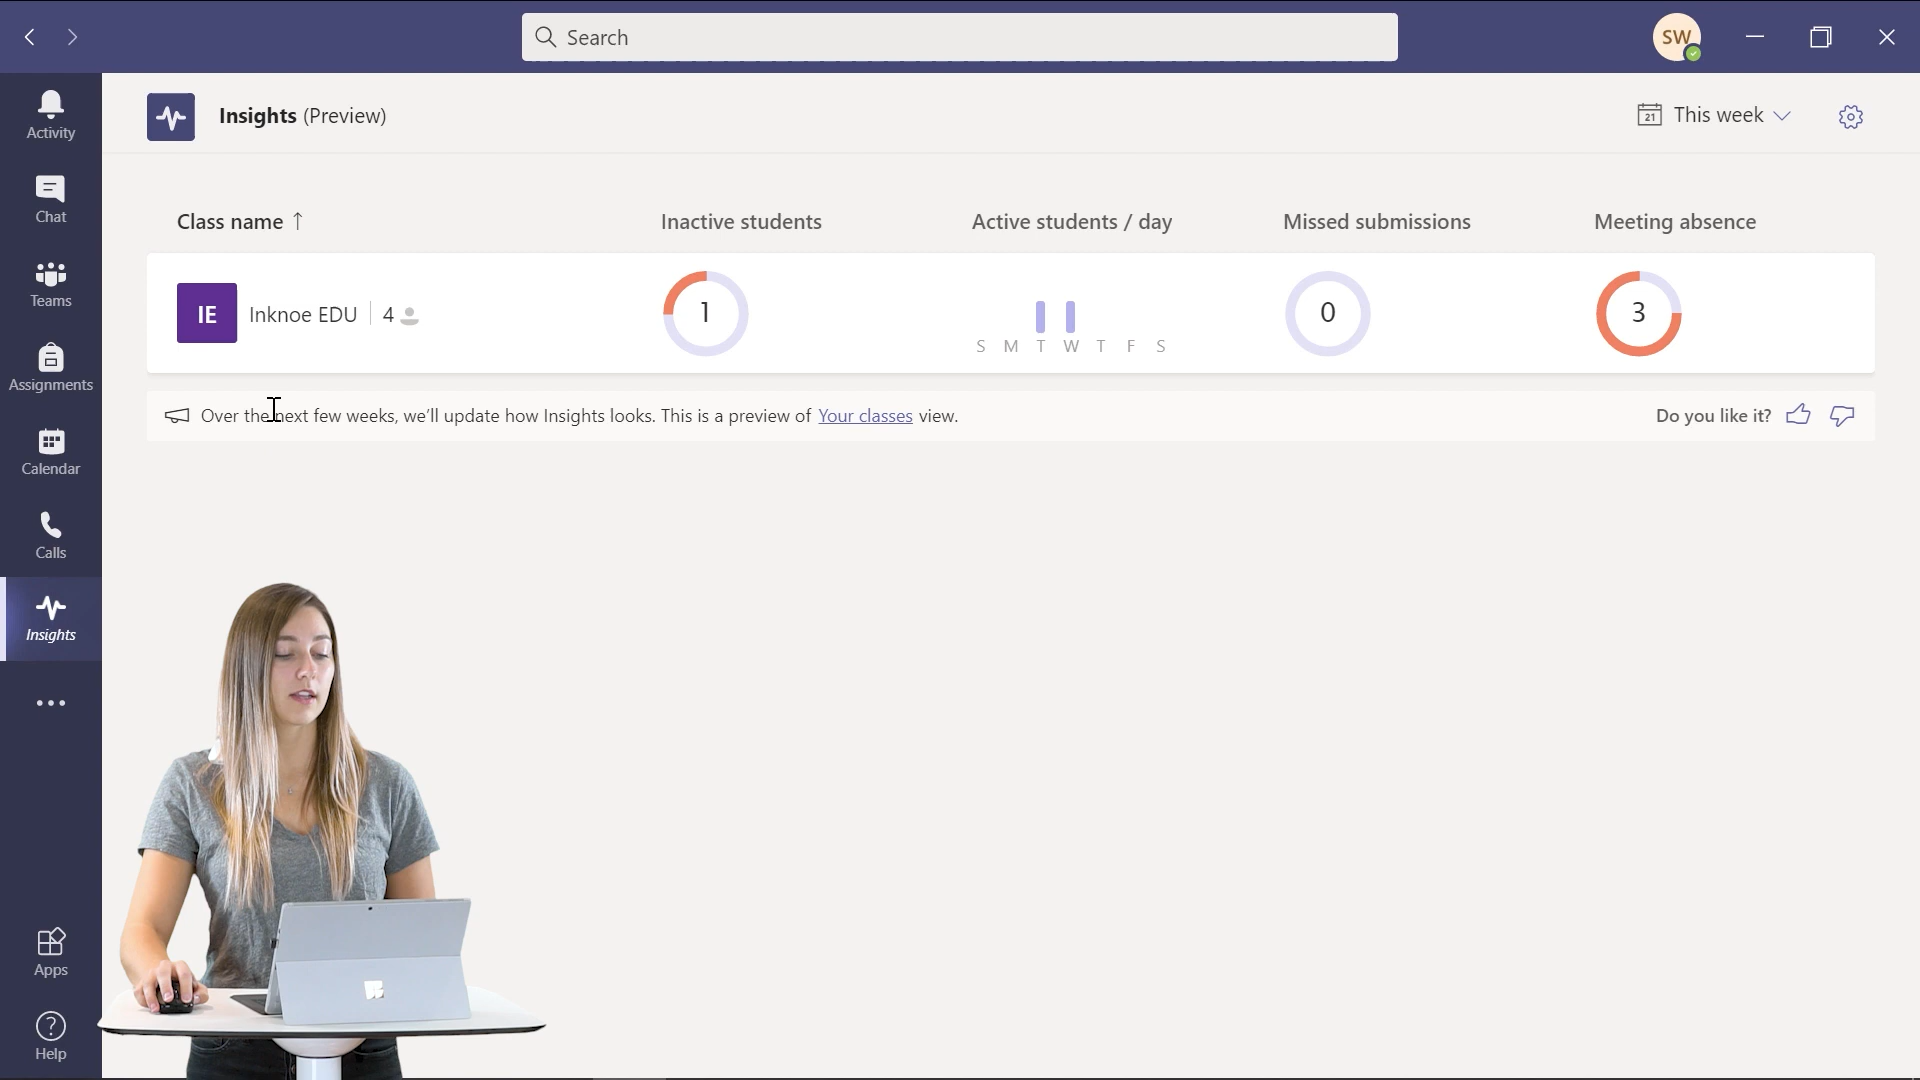 Search
SW
Activity
Chat
Teams
Assignments
Calendar
Calls
Insights
Apps
Help
Insights (Preview)
21
This week
Class name ↑
Inactive students
Active students / day
Missed submissions
Meeting absence
IE
Inknoe EDU
4
1
S M T W T F S
0
3
Over the next few weeks, we'll update how Insights looks. This is a preview of Your classes view.
Do you like it?